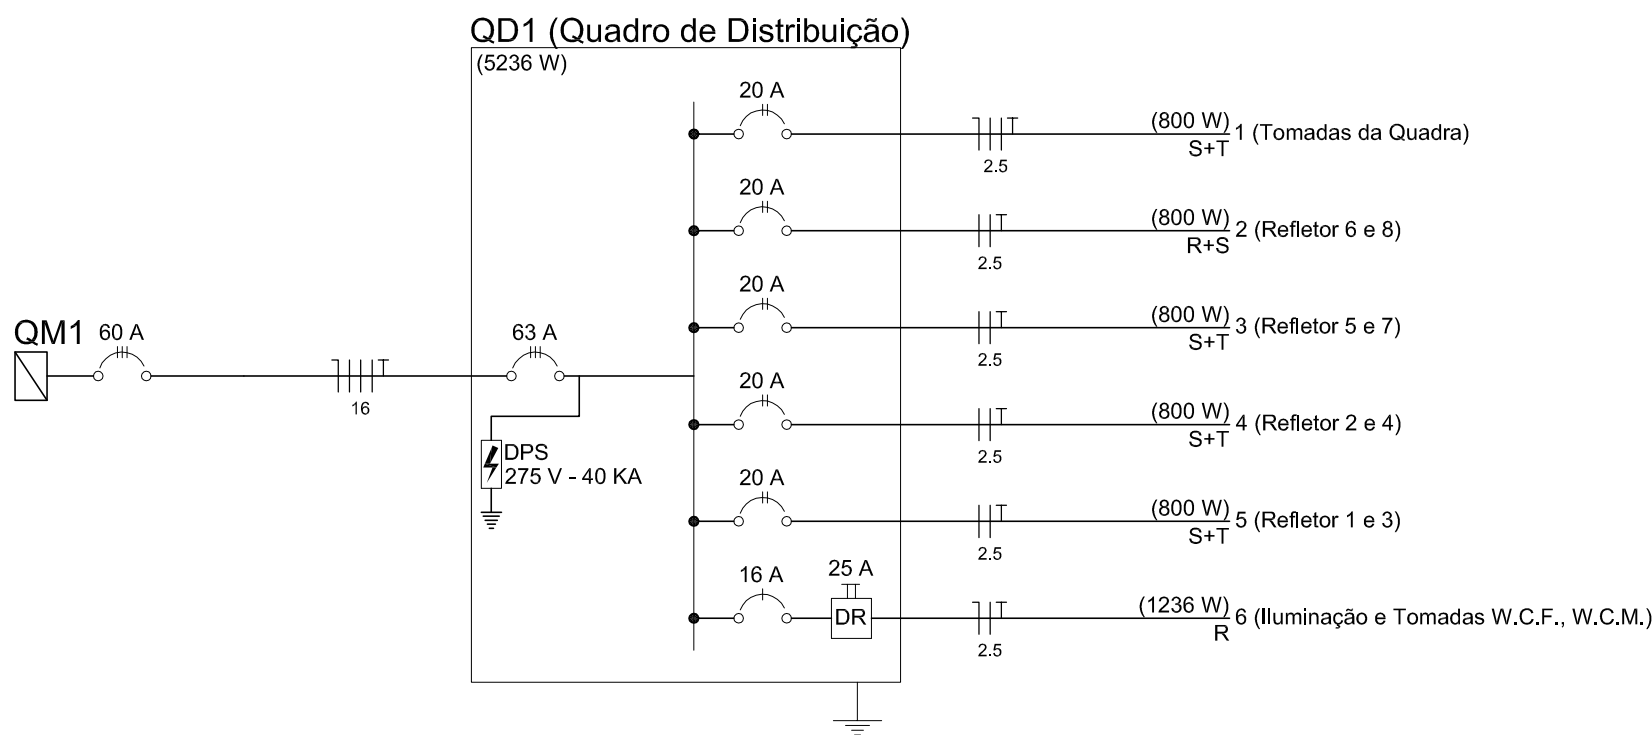 QD1 (Quadro de Distribuição)
(5236 W)
20 A
(800 W)
1 (Tomadas da Quadra)
S+T
2.5
20 A
(800 W)
2 (Refletor 6 e 8)
R+S
2.5
20 A
(800 W)
3 (Refletor 5 e 7)
S+T
2.5
QM1
60 A
16
63 A
DPS
275 V - 40 KA
20 A
(800 W)
4 (Refletor 2 e 4)
S+T
2.5
20 A
(800 W)
5 (Refletor 1 e 3)
S+T
2.5
16 A
25 A
DR
(1236 W)
6 (Iluminação e Tomadas W.C.F., W.C.M.)
R
2.5